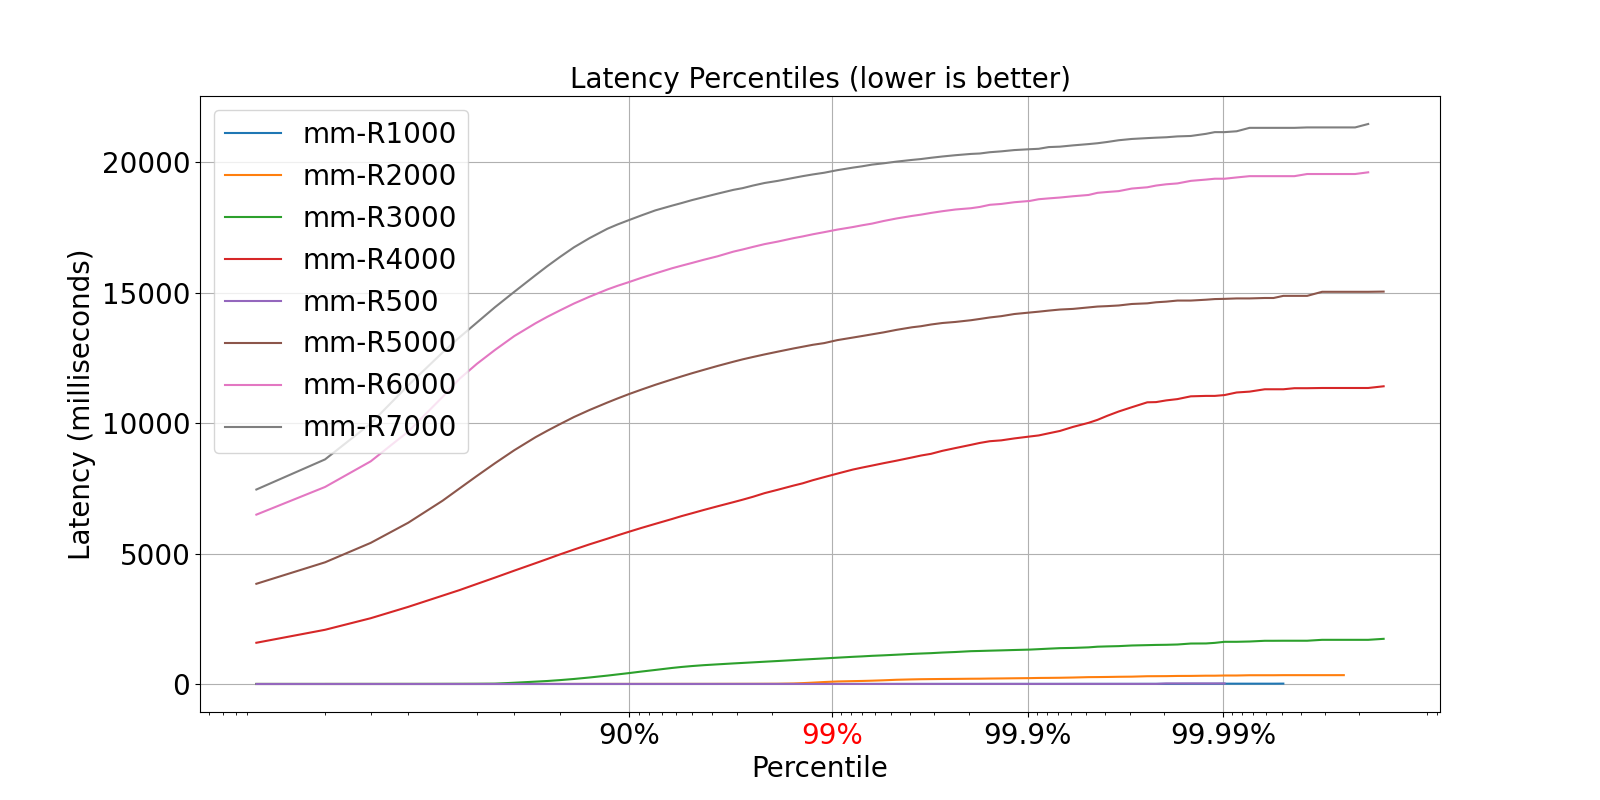 Latency Percentiles (lower is better)
mm-R1000
mm-R2000
mm-R3000
mm-R4000
mm-R500
mm-R5000
mm-R6000
mm-R7000
20000
15000
10000
5000
0
Latency (milliseconds)
90% 99% 99.9% 99.99%
Percentile